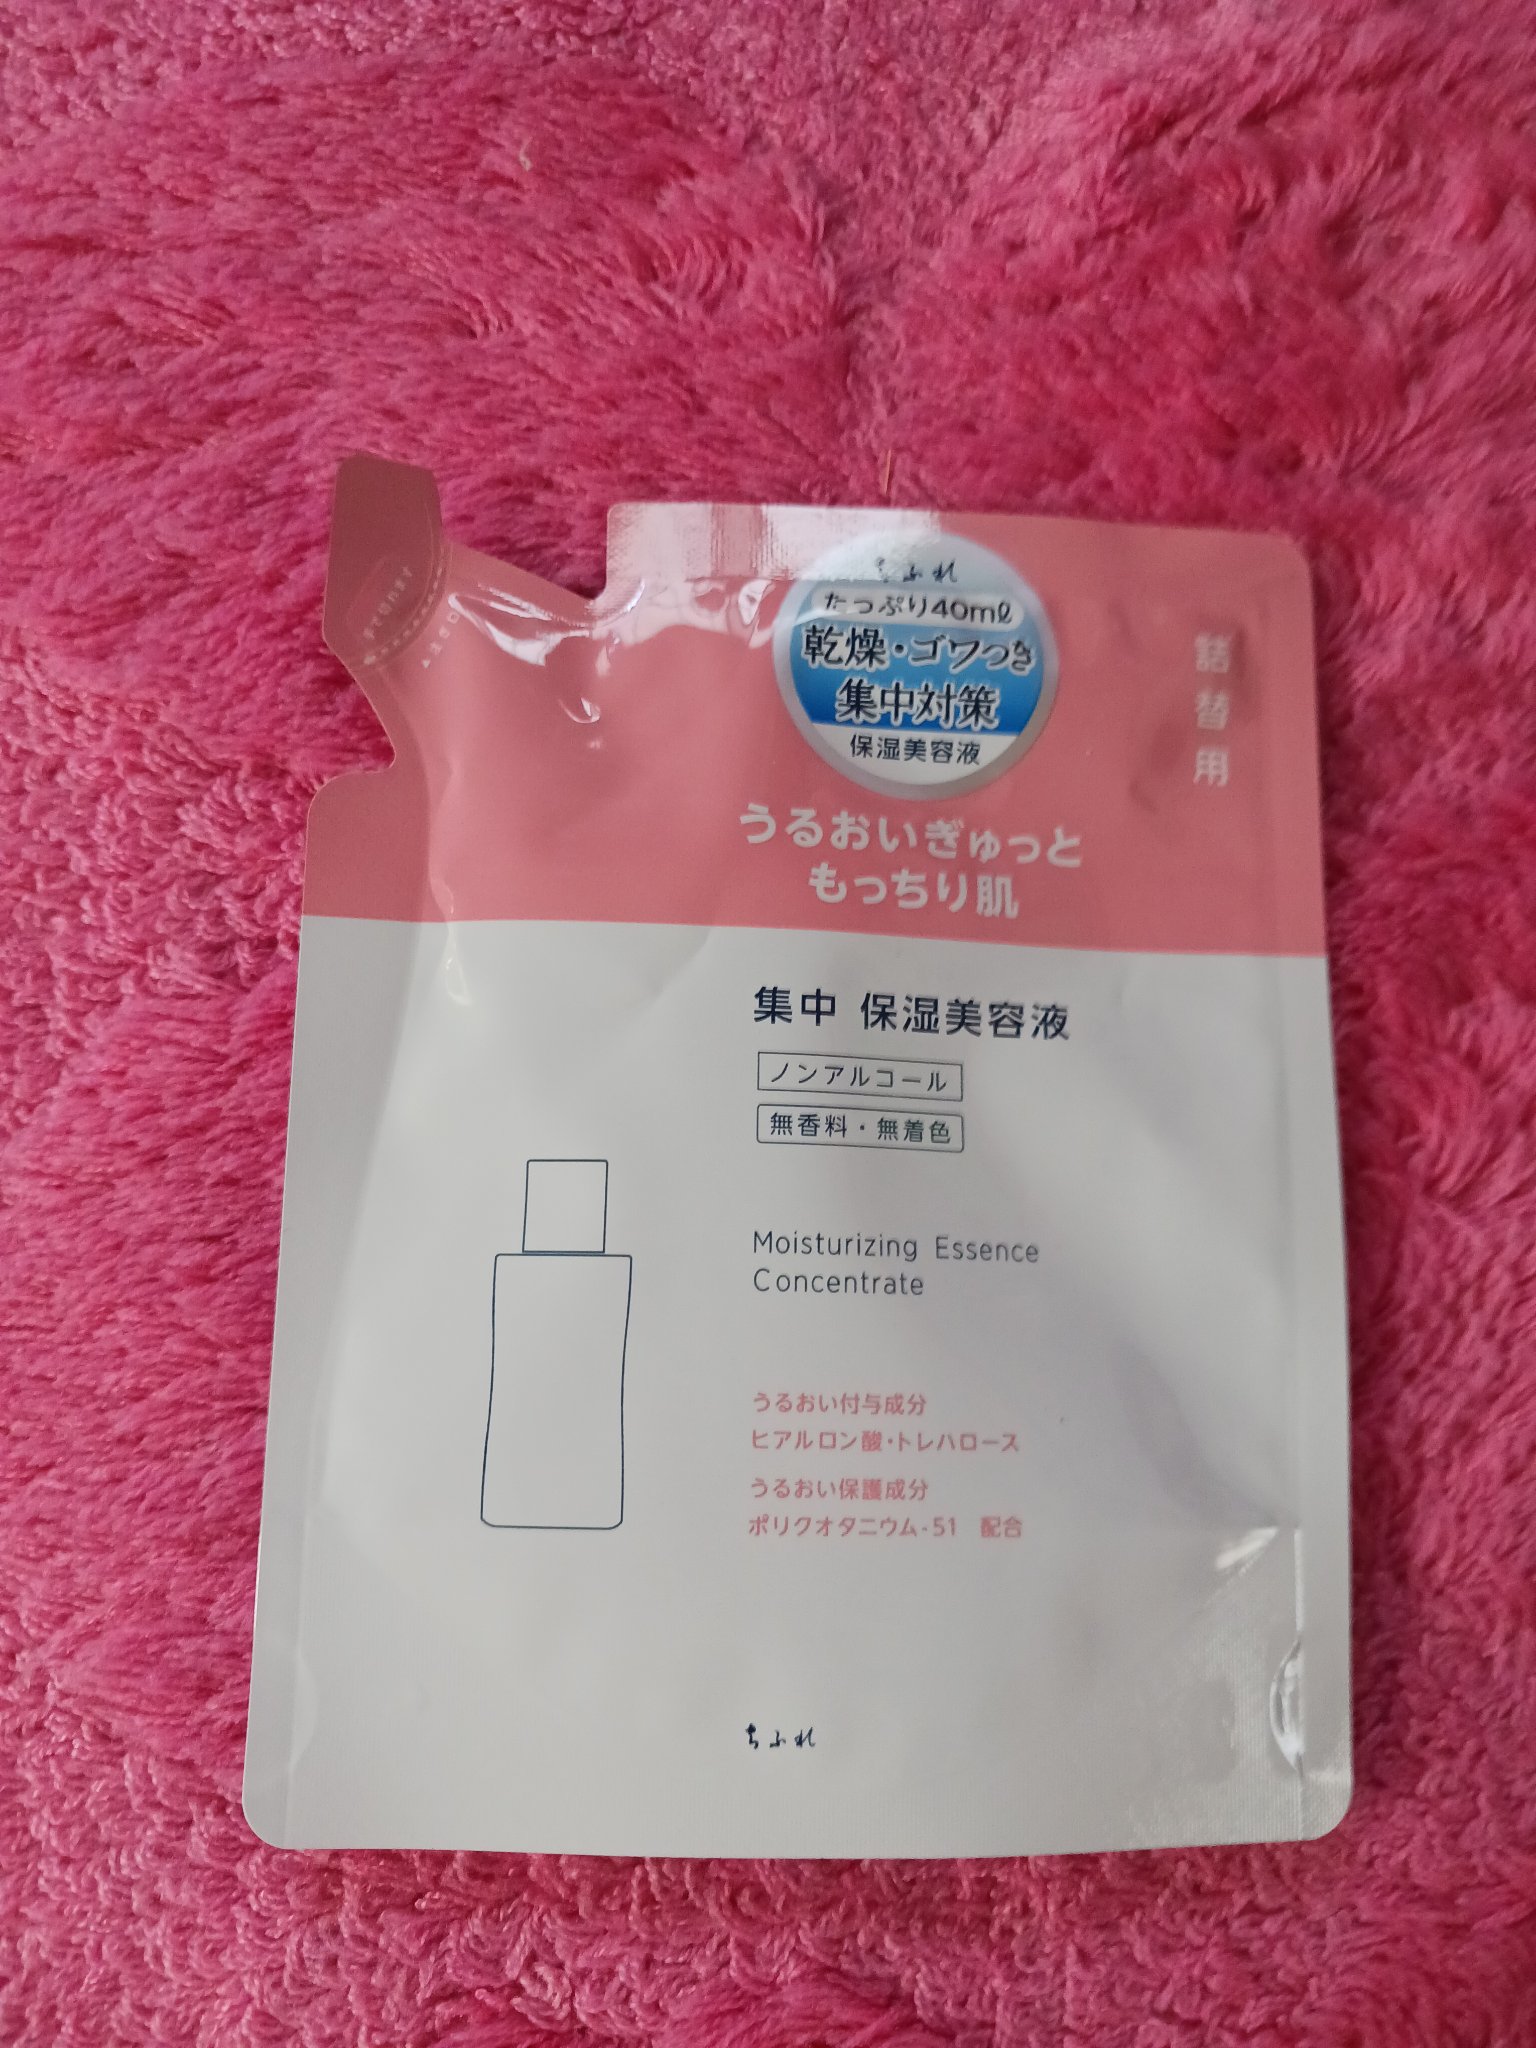 ちふれ
たっぷり40mℓ
乾燥・ゴワつき
集中対策
保湿美容液
詰替用
うるおいぎゅっと
もっちり肌
集中 保湿美容液
ノンアルコール
無香料・無着色
Moisturizing Essence
Concentrate
うるおい付与成分
ヒアルロン酸・トレハロース
うるおい保護成分
ポリクオタニウム-51 配合
ちふれ